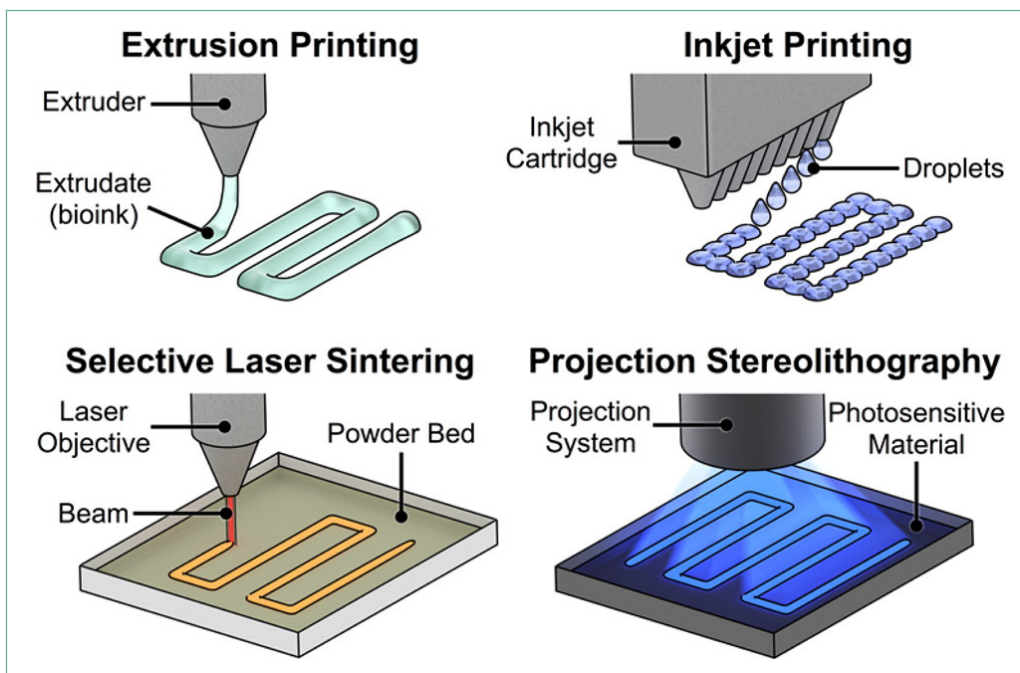 Extrusion Printing
Extruder
Extrudate
(bioink)
Inkjet Printing
Inkjet
Cartridge
Droplets
Selective Laser Sintering
Laser
Objective
Powder Bed
Beam
Projection Stereolithography
Projection
System
Photosensitive
Material